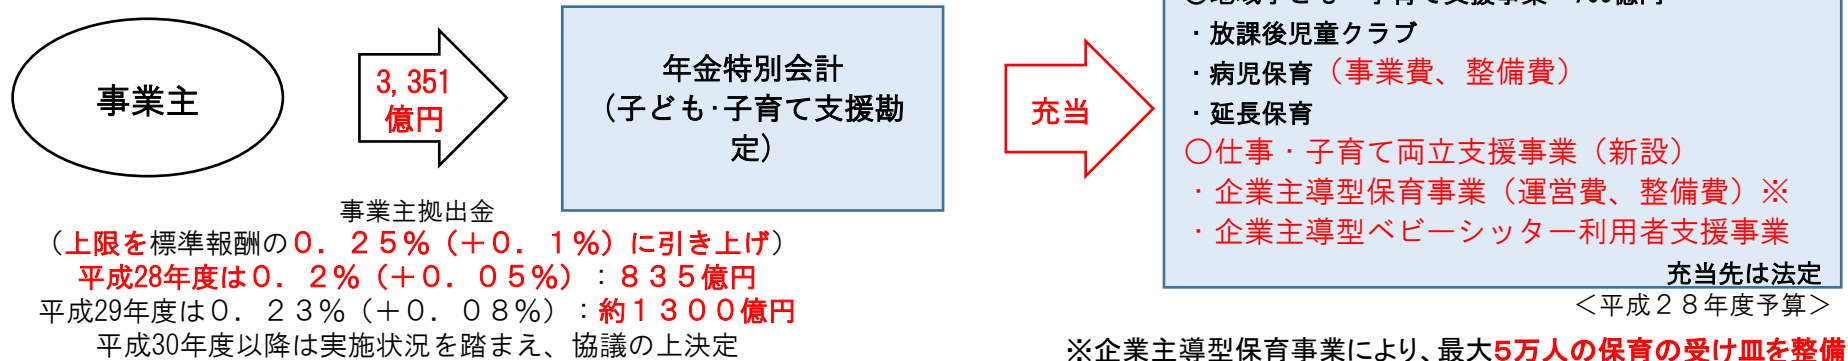 事業主
3,351
億円
年金特別会計
(子ども・子育て支援勘
定)
充当
・放課後児童クラブ
・病児保育（事業費、整備費）
・延長保育
○仕事・子育て両立支援事業（新設）
・企業主導型保育事業（運営費、整備費）※
・企業主導型ベビーシッター利用者支援事業
充当先は法定
＜平成２８年度予算＞
事業主拠出金
（上限を標準報酬の０．２５％（＋０．１％）に引き上げ）
平成28年度は０．２％（＋０．０５％）：８３５億円
平成29年度は０．２３％（＋０．０８％）：約１３００億円
平成30年度以降は実施状況を踏まえ、協議の上決定
※企業主導型保育事業により、最大5万人の保育の受け皿を整備